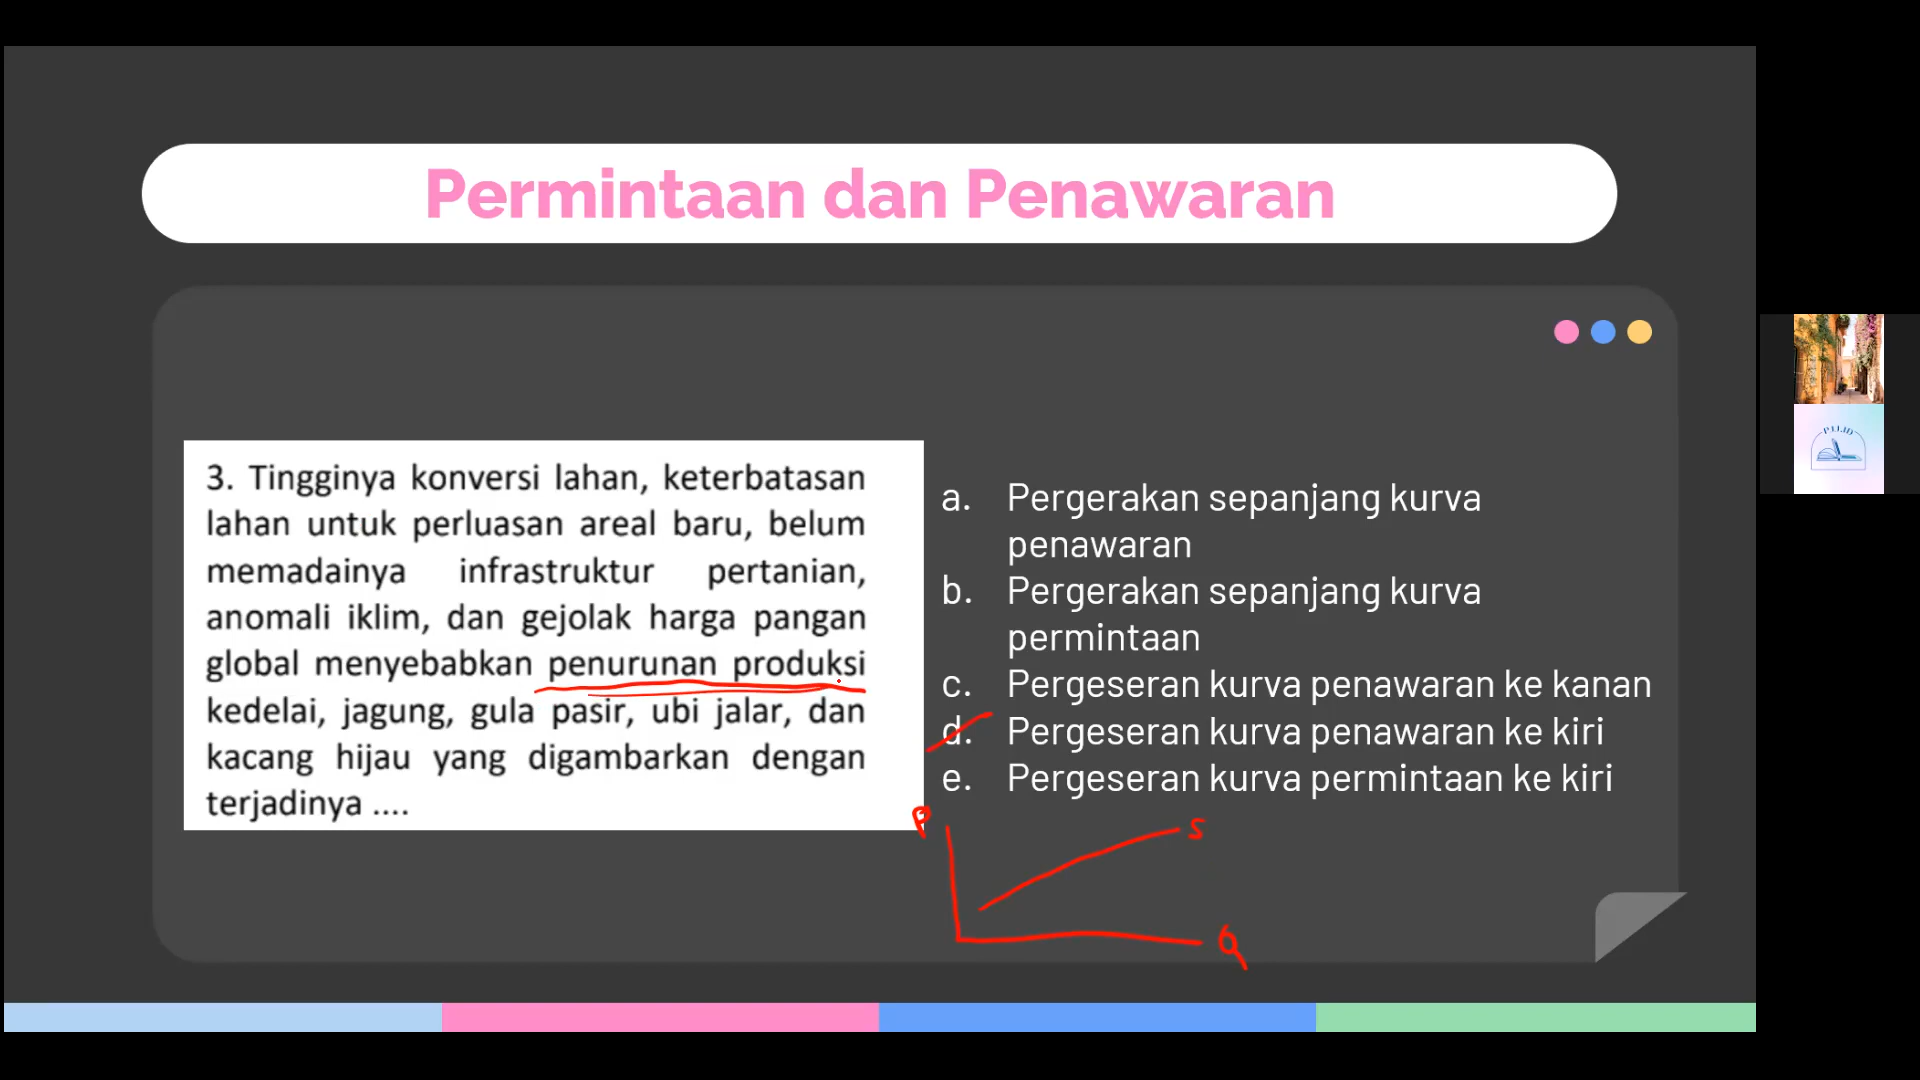 Permintaan dan Penawaran
3. Tingginya konversi lahan, keterbatasan
lahan untuk perluasan areal baru, belum
memadainya infrastruktur pertanian,
anomali iklim, dan gejolak harga pangan
global menyebabkan penurunan produksi
kedelai, jagung, gula pasir, ubi jalar, dan
kacang hijau yang digambarkan dengan
terjadinya ....
a. Pergerakan sepanjang kurva
penawaran
b. Pergerakan sepanjang kurva
permintaan
c. Pergeseran kurva penawaran ke kanan
d. Pergeseran kurva penawaran ke kiri
e. Pergeseran kurva permintaan ke kiri
P
S
Q